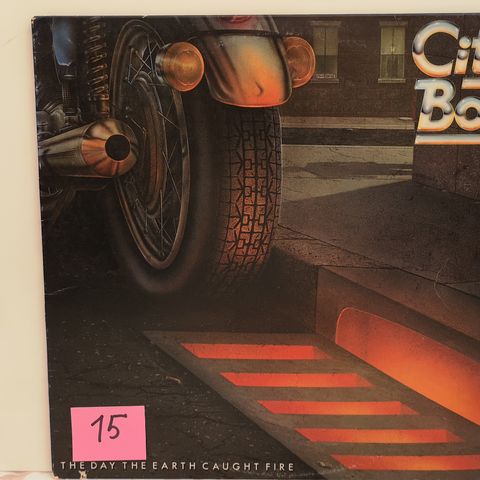 Cit
Bo
15
THE DAY THE EARTH CAUGHT FIRE